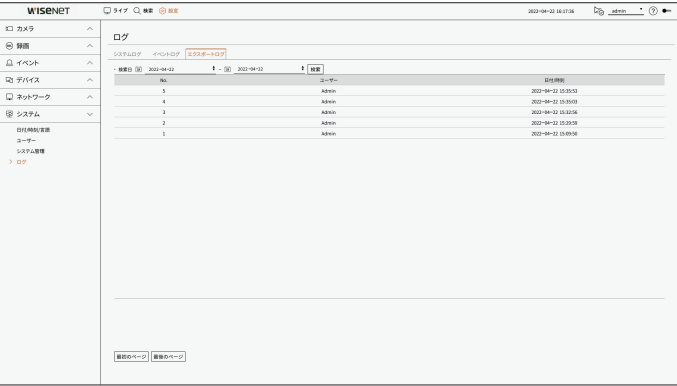 WISENET
ライブ 検索 設定 2022-04-22 16:17:36 admin
カメラ
録画
イベント
デバイス
ネットワーク
システム
日付/時刻/言語
ユーザー
システム管理
ログ
ログ
システムログ イベントログ エクスポートログ
検索日 2022-04-22 ~ 2022-04-22 検索
No. ユーザー 日付/時刻
5 Admin 2022-04-22 15:35:53
4 Admin 2022-04-22 15:35:03
3 Admin 2022-04-22 15:32:56
2 Admin 2022-04-22 15:29:59
1 Admin 2022-04-22 15:09:50
最初のページ 最後のページ